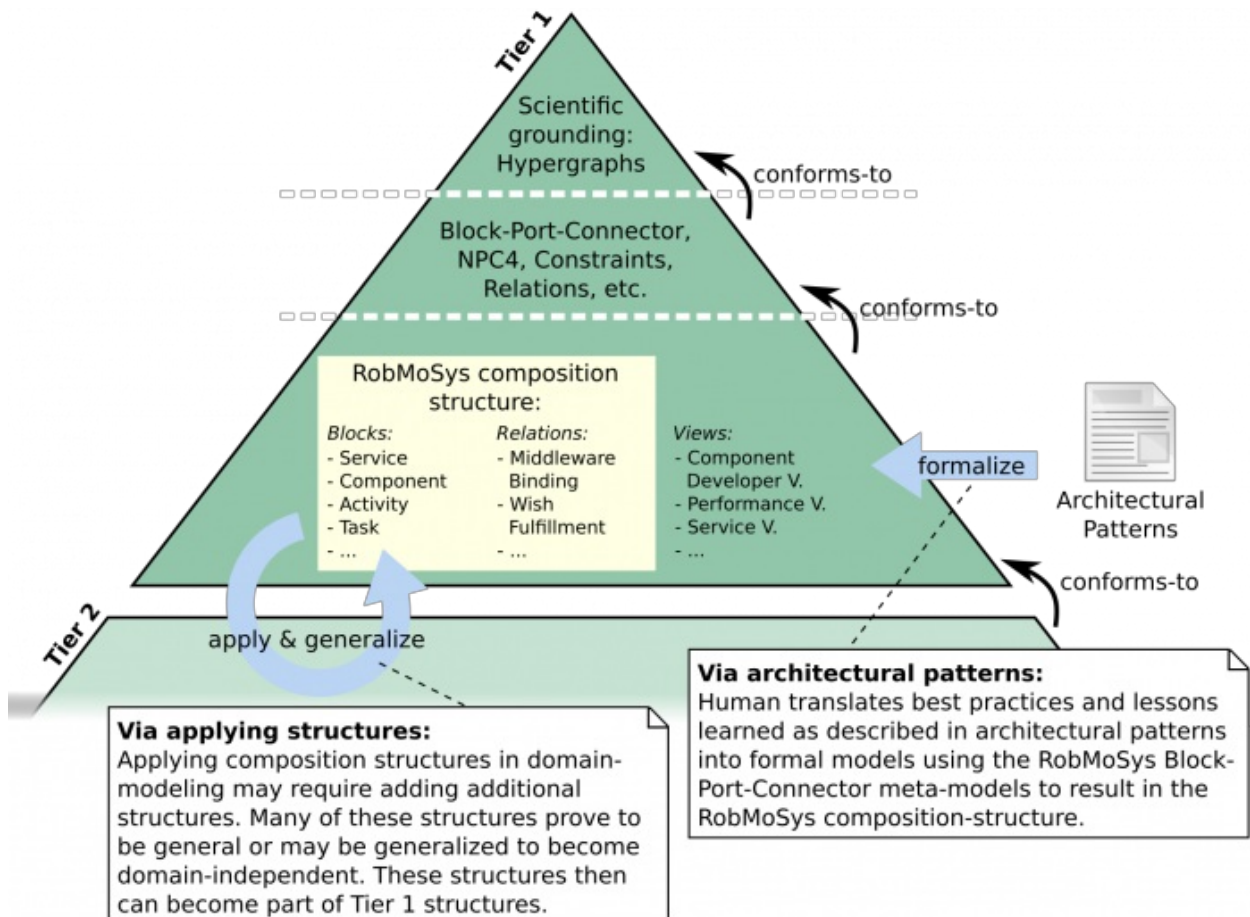 Tier 1
Scientific
grounding:
Hypergraphs
conforms-to
Block-Port-Connector,
NPC4, Constraints,
Relations, etc.
conforms-to
RobMoSys composition
structure:
Blocks:
- Service
- Component
- Activity
- Task
- ...
Relations:
- Middleware
Binding
- Wish
Fulfillment
- ...
Views:
- Component
Developer V.
- Performance V.
- Service V.
- ...
formalize
Architectural
Patterns
conforms-to
Tier 2
apply & generalize
Via architectural patterns:
Human translates best practices and lessons
learned as described in architectural patterns
into formal models using the RobMoSys Block-
Port-Connector meta-models to result in the
RobMoSys composition-structure.
Via applying structures:
Applying composition structures in domain-
modeling may require adding additional
structures. Many of these structures prove to
be general or may be generalized to become
domain-independent. These structures then
can become part of Tier 1 structures.